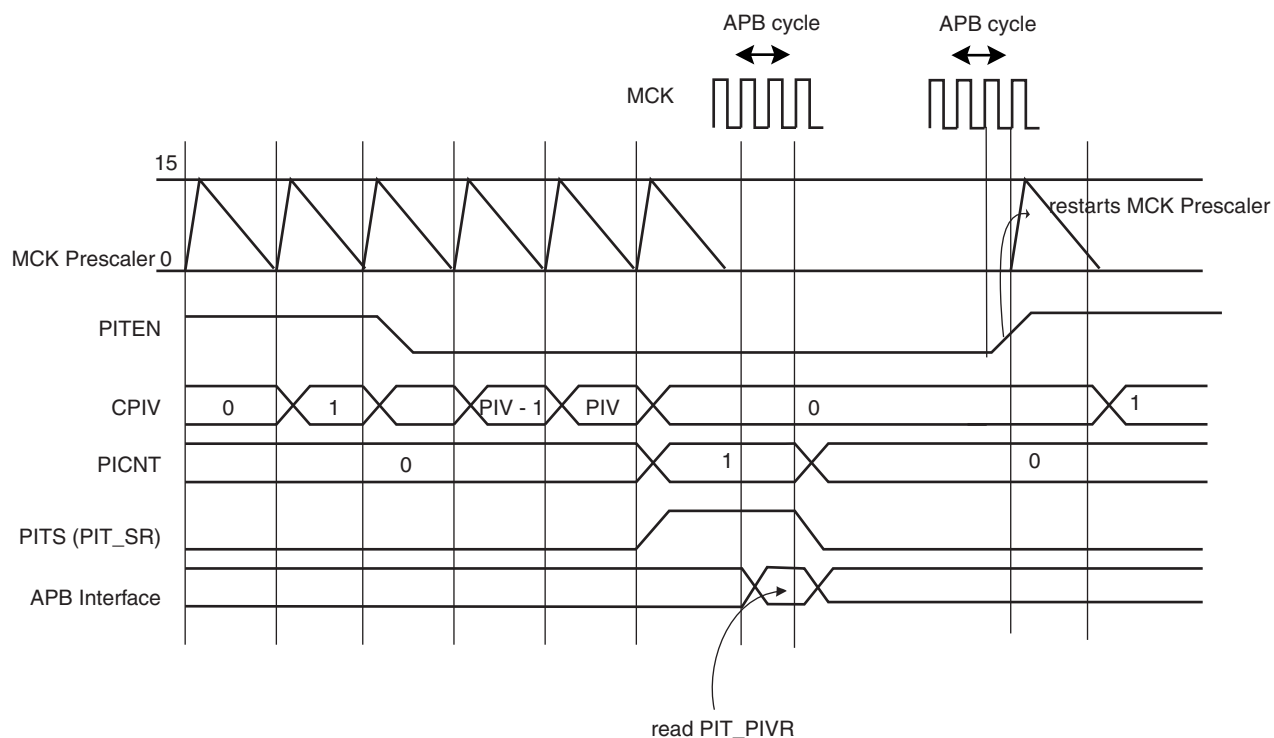 APB cycle
APB cycle
MCK
15
restarts MCK Prescaler
MCK Prescaler 0
PITEN
CPIV
0
1
PIV - 1
PIV
0
1
PICNT
0
1
0
PITS (PIT_SR)
APB Interface
read PIT_PIVR